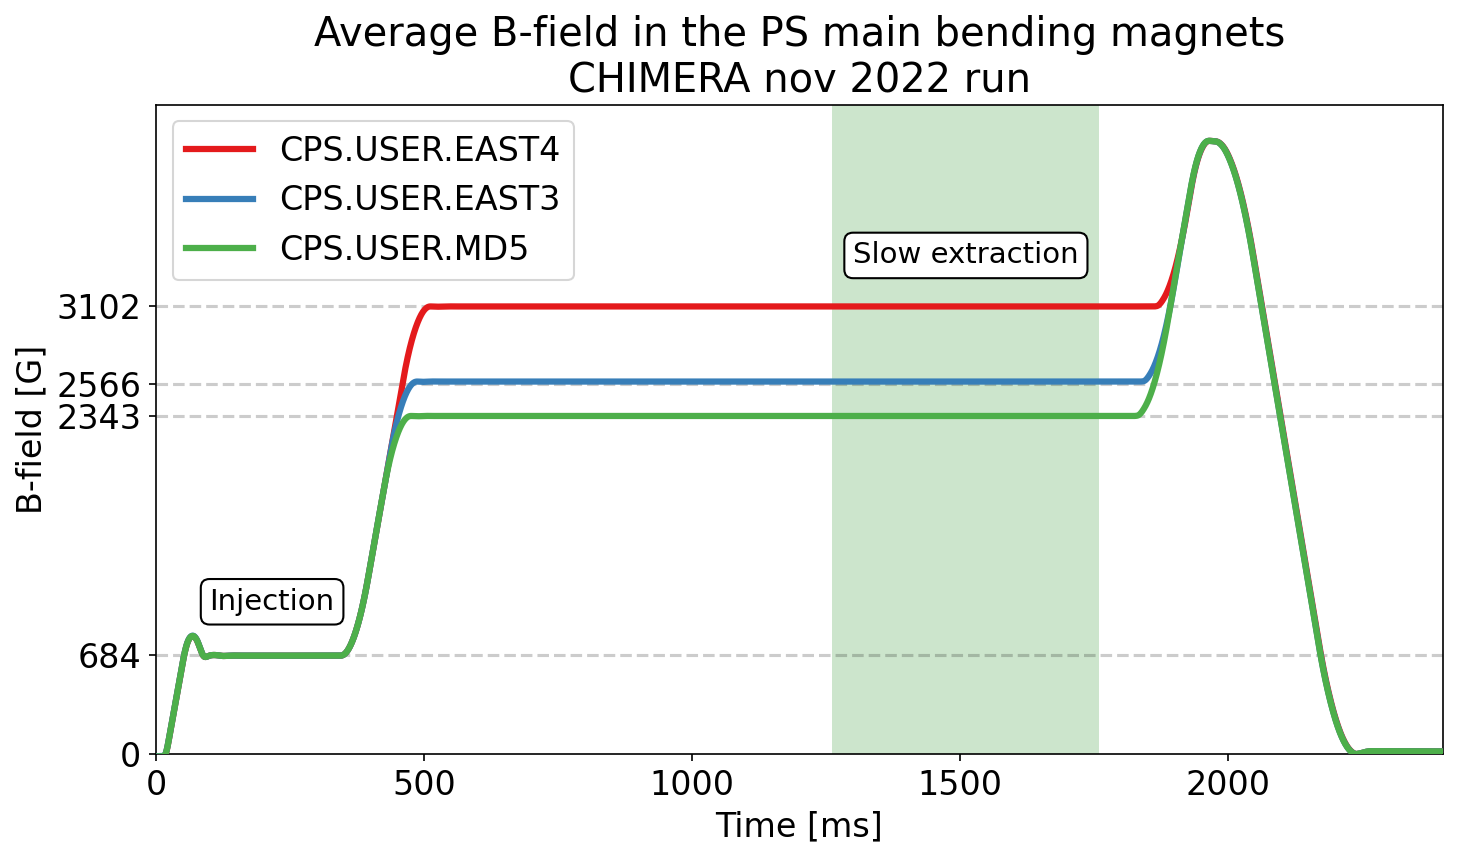 Average B-field in the PS main bending magnets
CHIMERA nov 2022 run
CPS.USER.EAST4
CPS.USER.EAST3
CPS.USER.MD5
Slow extraction
Injection
B-field [G]
3102
2566
2343
684
0
0 500 1000 1500 2000
Time [ms]